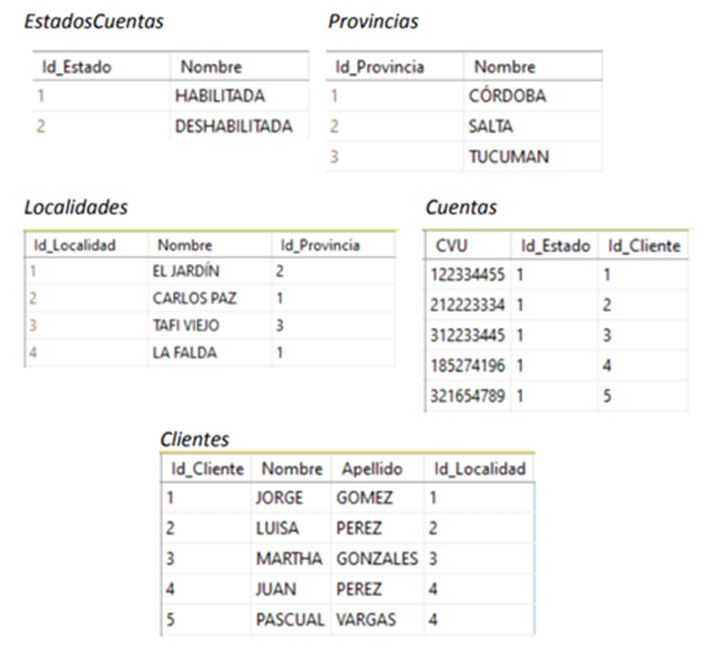 EstadosCuentas
Id_Estado Nombre
1 HABILITADA
2 DESHABILITADA
Provincias
Id_Provincia Nombre
1 CÓRDOBA
2 SALTA
3 TUCUMAN
Localidades
Id_Localidad Nombre Id_Provincia
1 EL JARDÍN 2
2 CARLOS PAZ 1
3 TAFI VIEJO 3
4 LA FALDA 1
Cuentas
CVU Id_Estado Id_Cliente
122334455 1 1
212223334 1 2
312233445 1 3
185274196 1 4
321654789 1 5
Clientes
Id_Cliente Nombre Apellido Id_Localidad
1 JORGE GOMEZ 1
2 LUISA PEREZ 2
3 MARTHA GONZALES 3
4 JUAN PEREZ 4
5 PASCUAL VARGAS 4